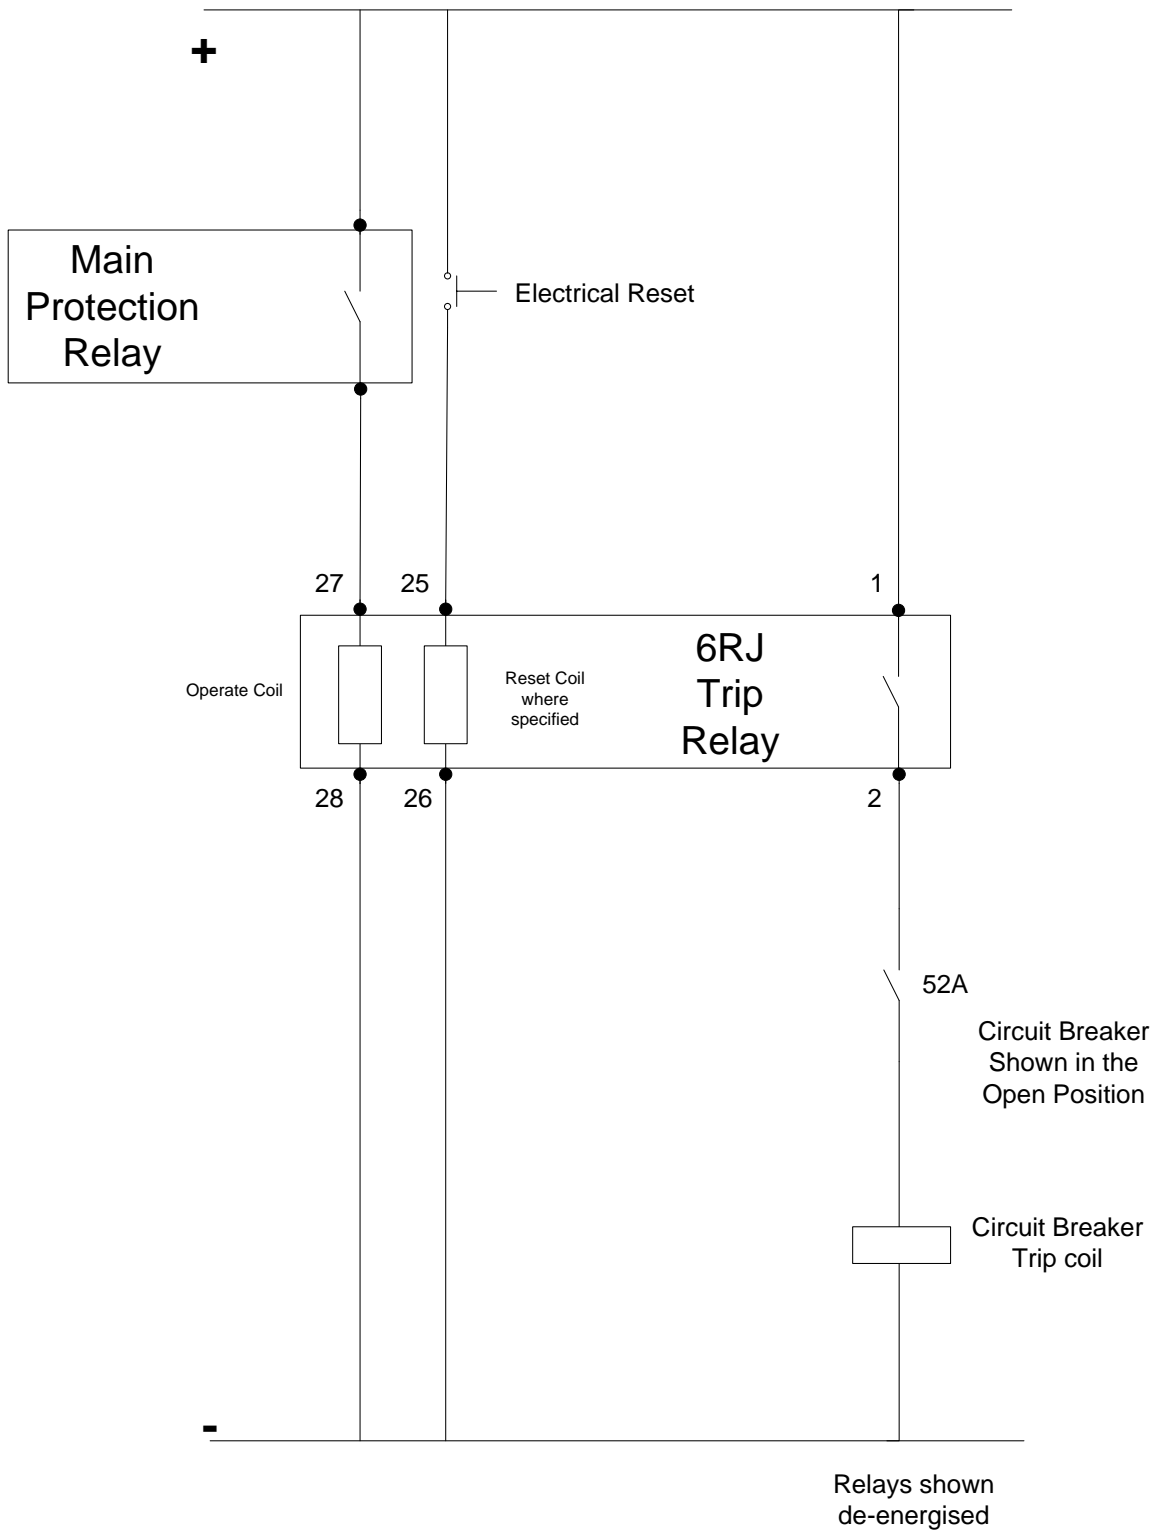 +
Main
Protection
Relay
Electrical Reset
27
25
1
Operate Coil
Reset Coil
where
specified
6RJ
Trip
Relay
28
26
2
52A
Circuit Breaker
Shown in the
Open Position
Circuit Breaker
Trip coil
-
Relays shown
de-energised